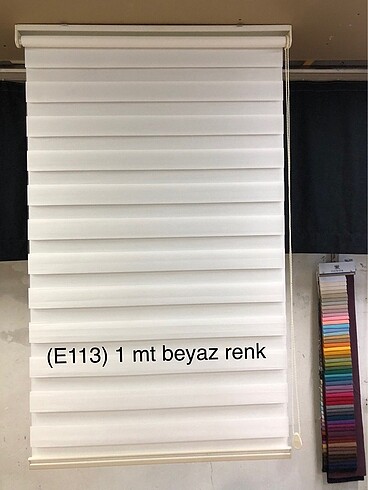 (E113) 1 mt beyaz renk